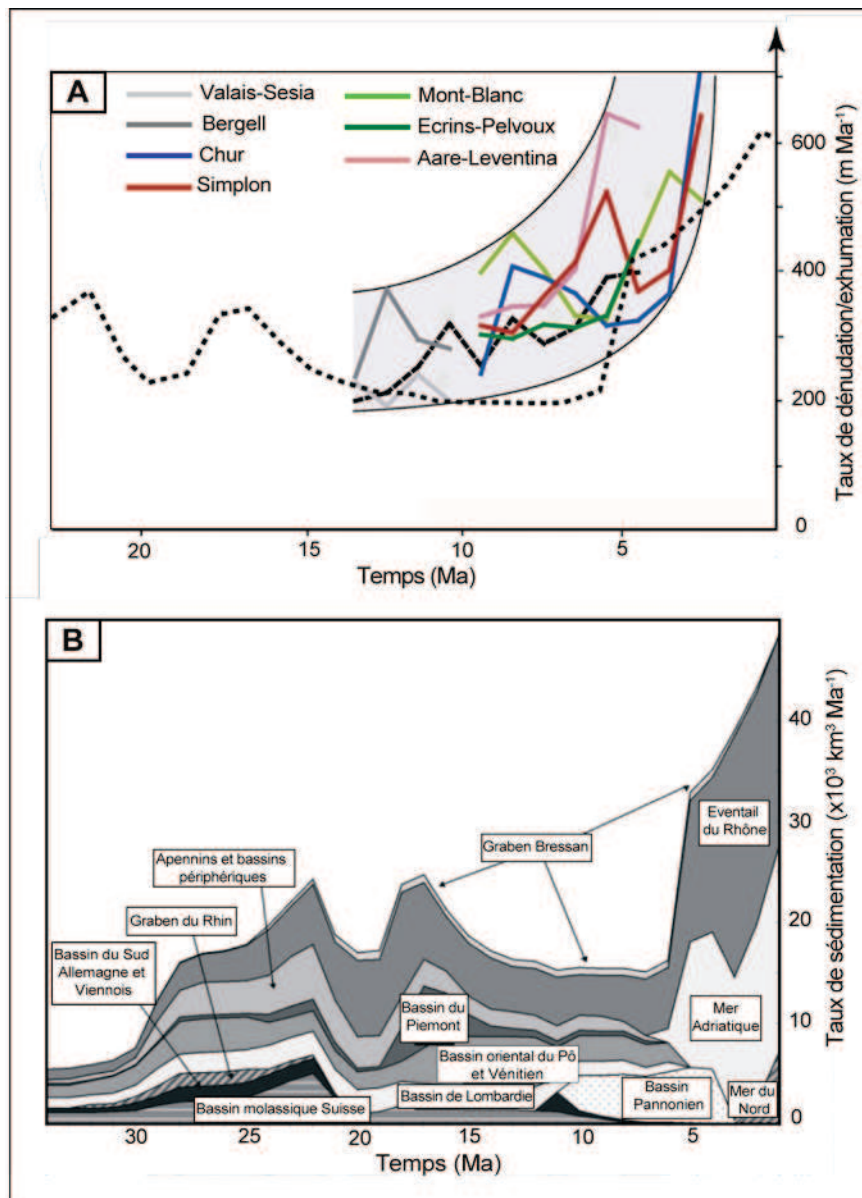 A
Valais-Sesia
Bergell
Chur
Simplon
Mont-Blanc
Ecrins-Pelvoux
Aare-Leventina
600
400
200
0
Taux de dénudation/exhumation (m Ma-1)
20 15 10 5
Temps (Ma)
B
Apennins et bassins
périphériques
Graben du Rhin
Bassin du Sud
Allemagne et
Viennois
Bassin molassique Suisse
Graben Bressan
Bassin du
Piemont
Bassin oriental du Pô
et Vénitien
Bassin de Lombardie
Bassin
Pannonien
Eventail
du Rhône
Mer
Adriatique
Mer du
Nord
40
30
20
10
0
Taux de sédimentation (x10³ km³ Ma-1)
30 25 20 15 10 5
Temps (Ma)